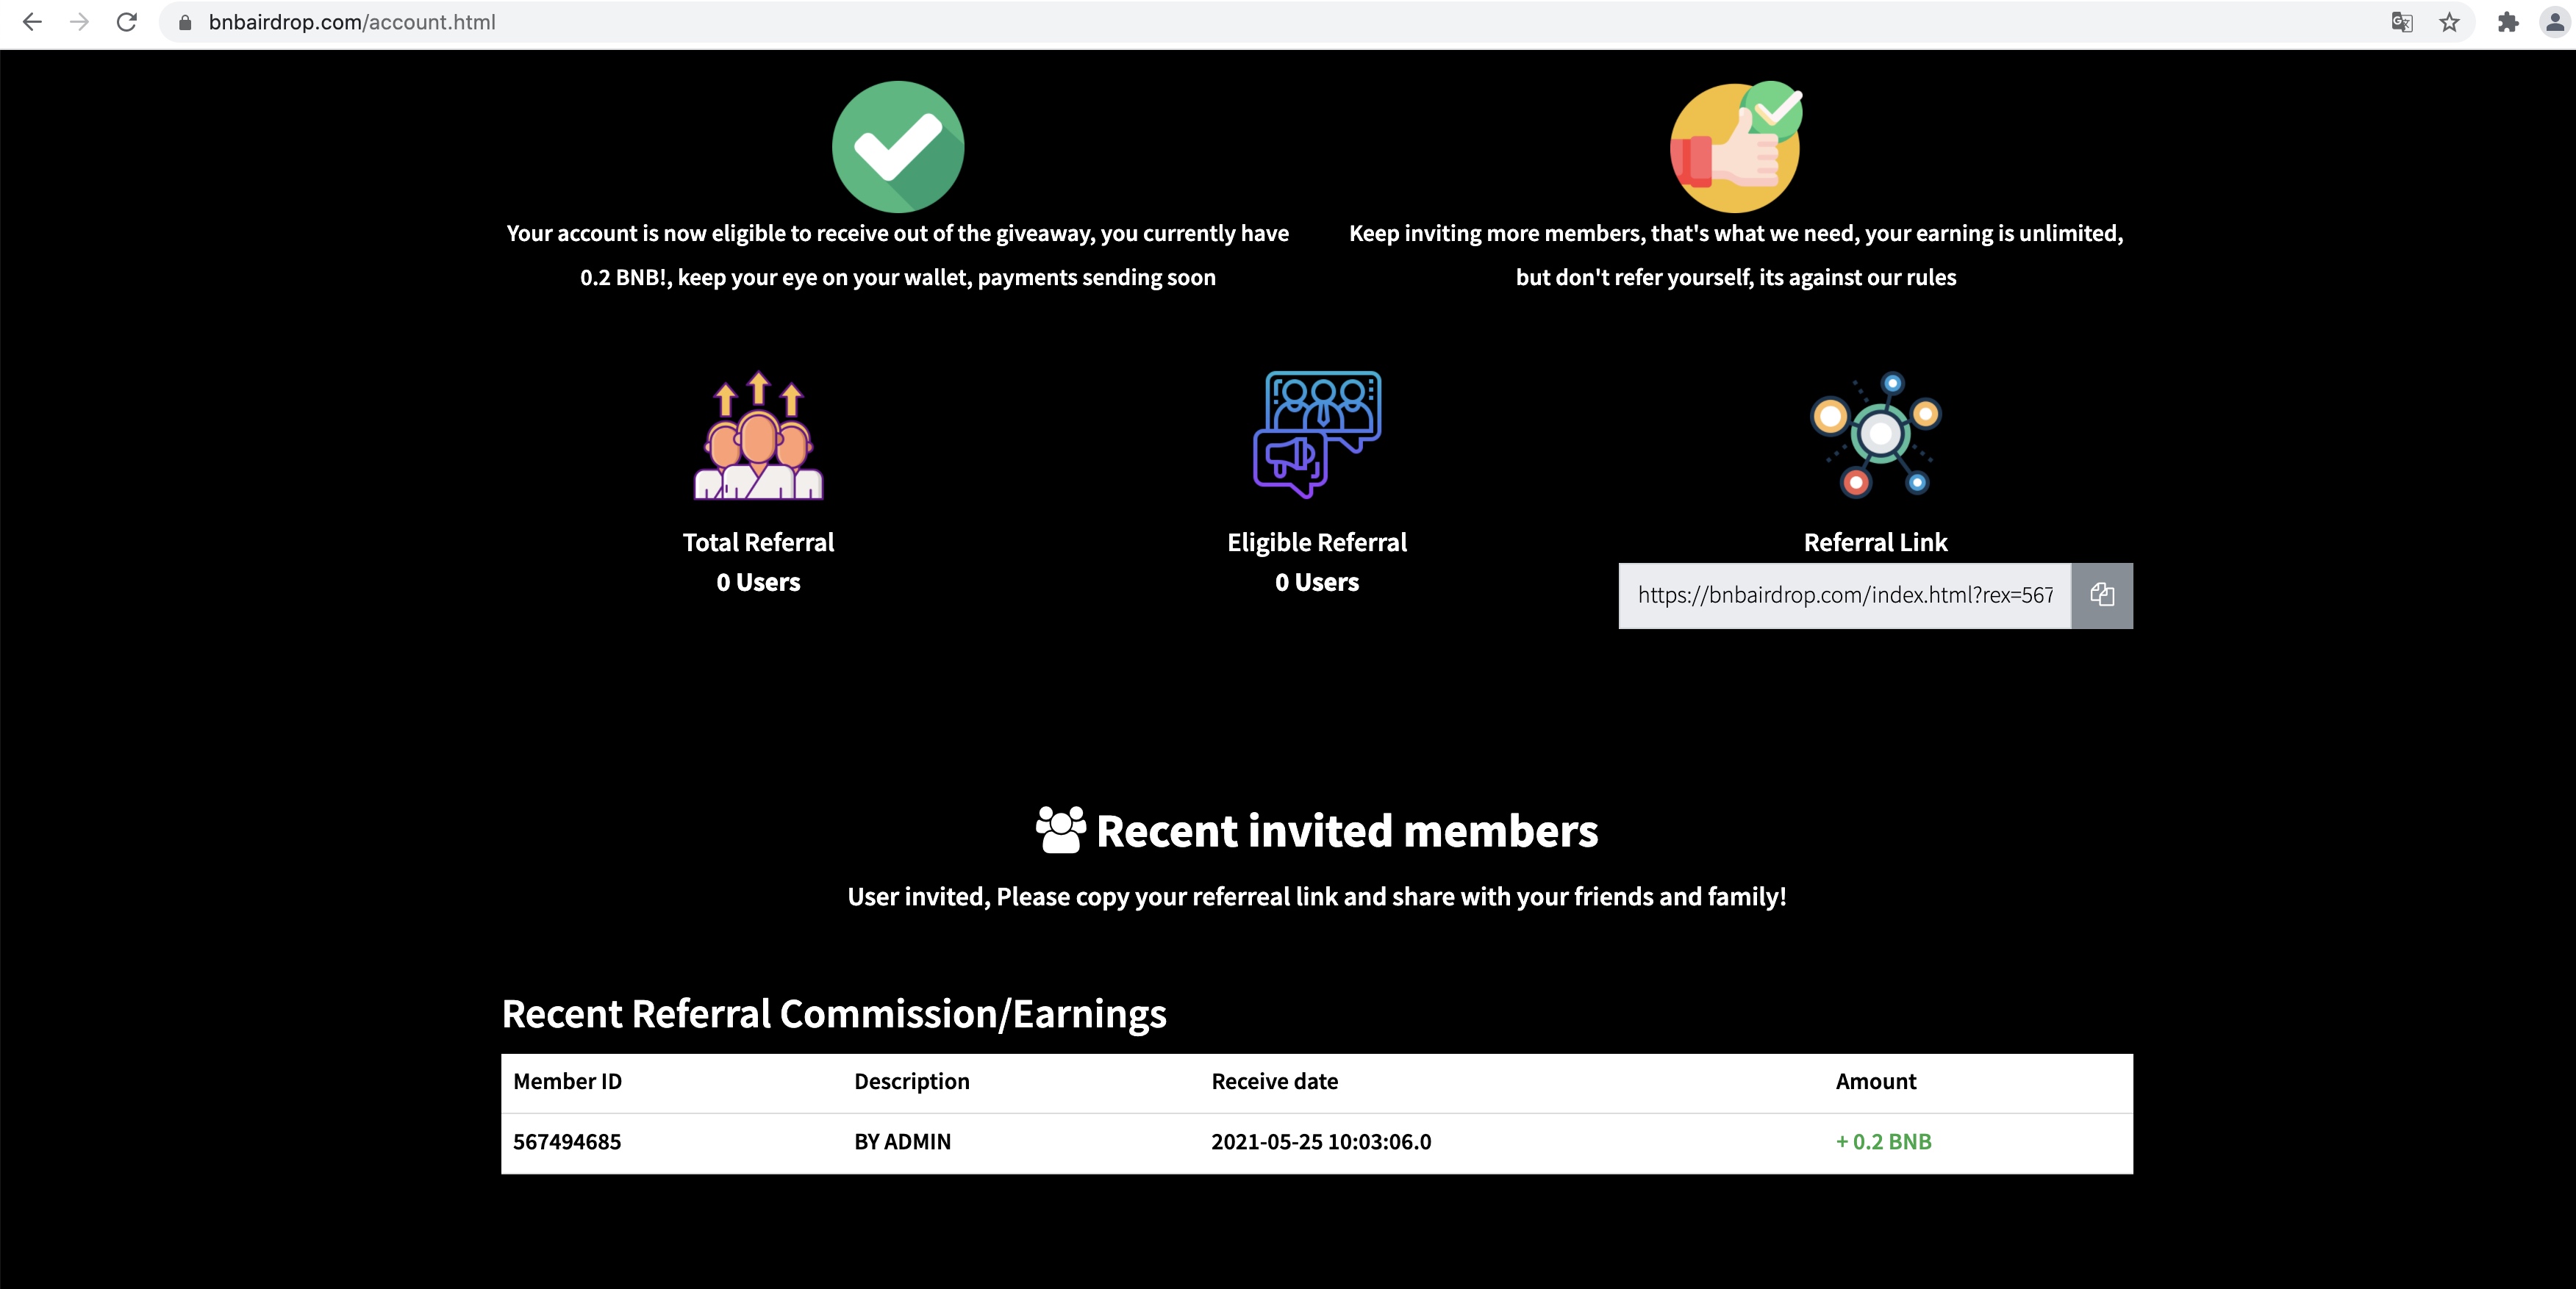 bnbairdrop.com/account.html
Your account is now eligible to receive out of the giveaway, you currently have
0.2 BNB!, keep your eye on your wallet, payments sending soon
Keep inviting more members, that's what we need, your earning is unlimited,
but don't refer yourself, its against our rules
Total Referral
0 Users
Eligible Referral
0 Users
Referral Link
https://bnbairdrop.com/index.html?rex=567
Recent invited members
User invited, Please copy your referreal link and share with your friends and family!
Recent Referral Commission/Earnings
Member ID Description Receive date Amount
567494685 BY ADMIN 2021-05-25 10:03:06.0 + 0.2 BNB